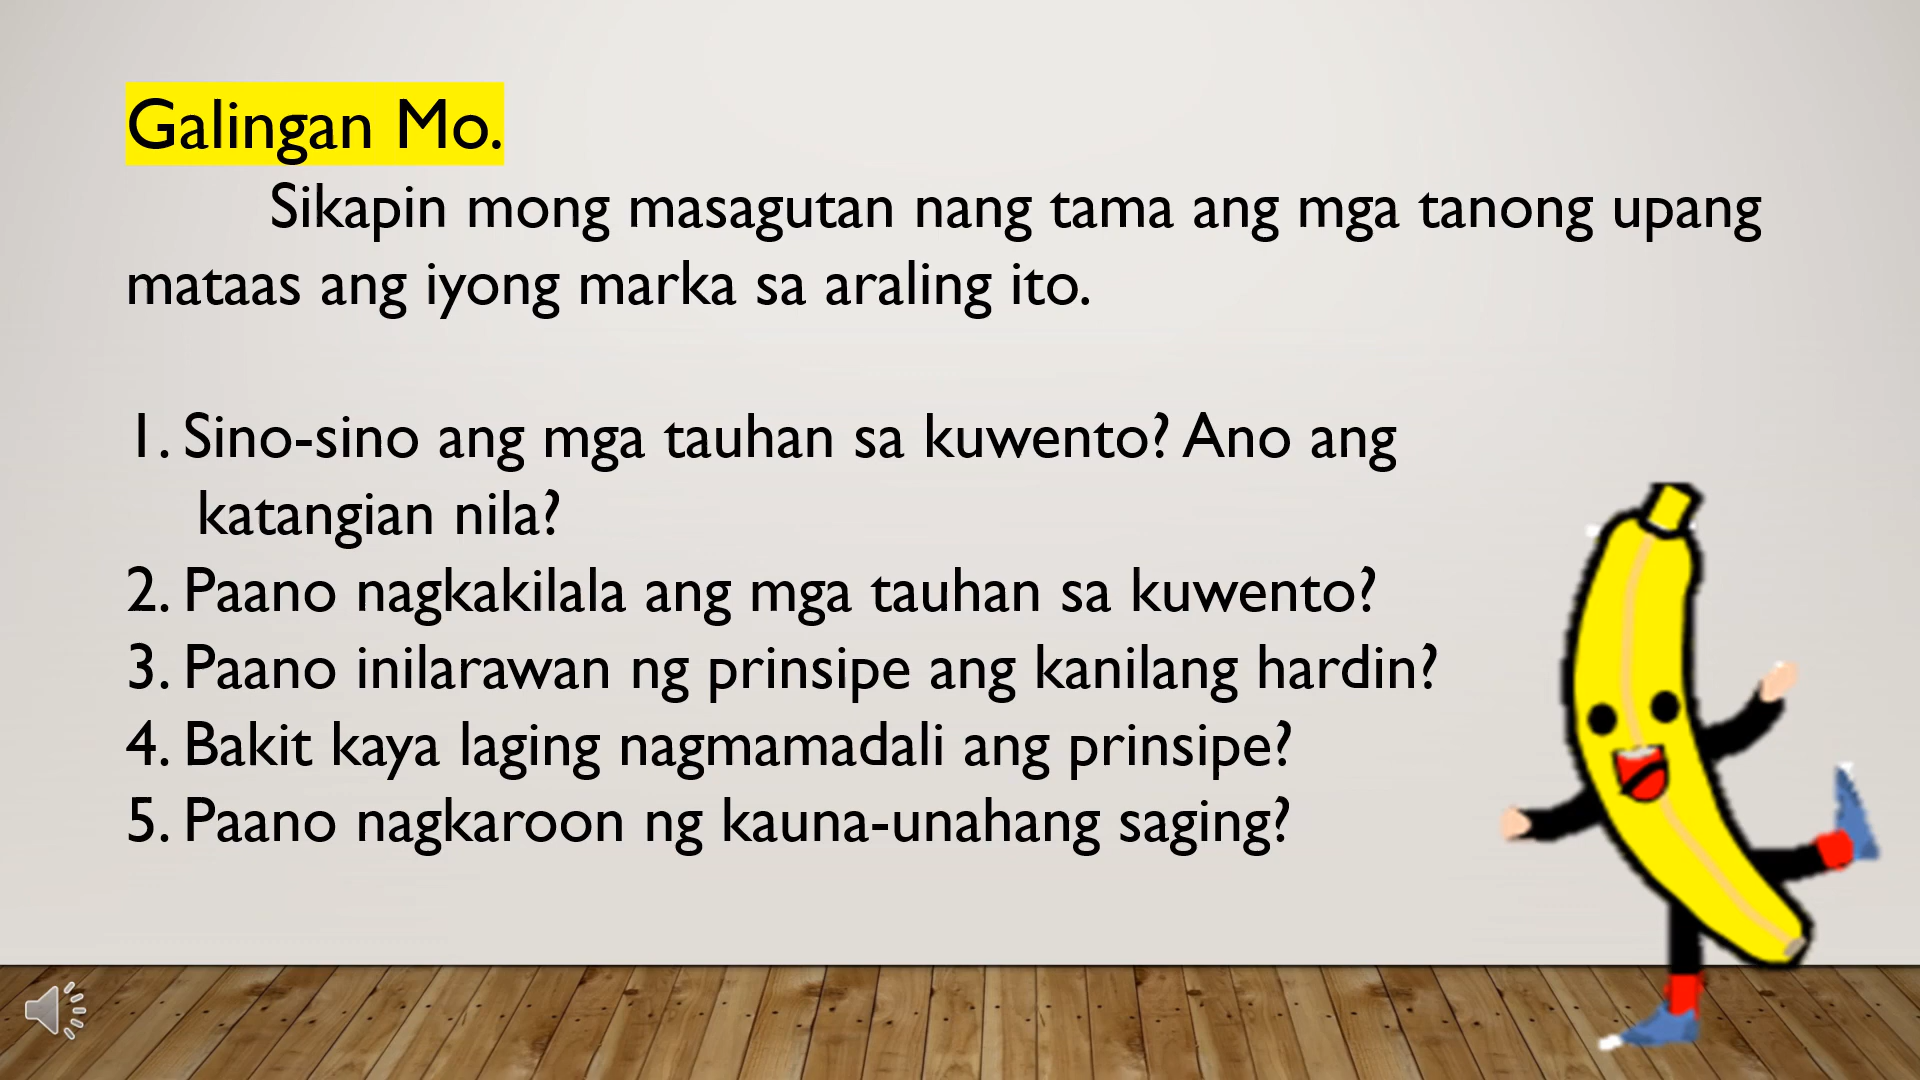 Galingan Mo.
Sikapin mong masagutan nang tama ang mga tanong upang
mataas ang iyong marka sa araling ito.
1. Sino-sino ang mga tauhan sa kuwento? Ano ang
katangian nila?
2. Paano nagkakilala ang mga tauhan sa kuwento?
3. Paano inilarawan ng prinsipe ang kanilang hardin?
4. Bakit kaya laging nagmamadali ang prinsipe?
5. Paano nagkaroon ng kauna-unahang saging?